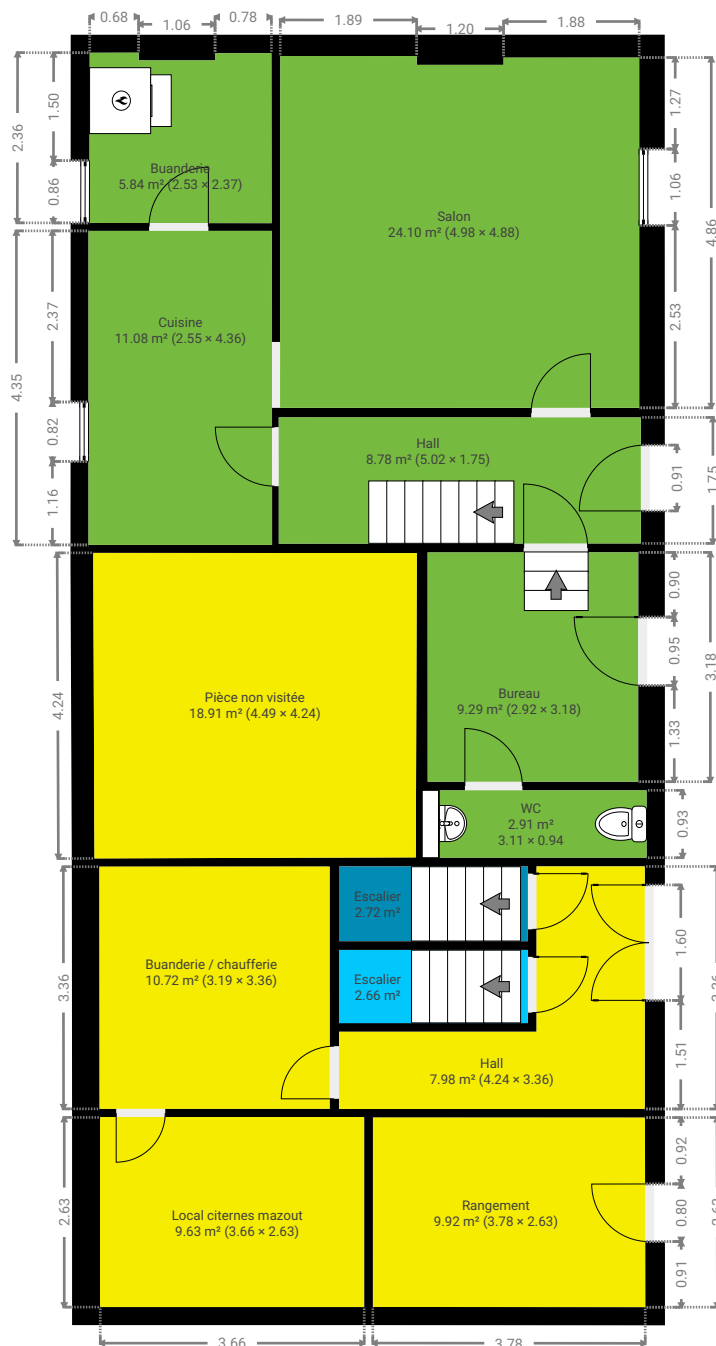 0.68
1.06
0.78
1.89
1.20
1.88
2.36
1.50
0.86
1.27
1.06
2.53
4.86
Buanderie
5.84 m² (2.53 × 2.37)
Salon
24.10 m² (4.98 × 4.88)
4.35
2.37
0.82
1.16
Cuisine
11.08 m² (2.55 × 4.36)
Hall
8.78 m² (5.02 × 1.75)
0.91
1.75
4.24
Pièce non visitée
18.91 m² (4.49 × 4.24)
Bureau
9.29 m² (2.92 × 3.18)
0.90
0.95
1.33
3.18
WC
2.91 m²
3.11 × 0.94
0.93
3.36
Buanderie / chaufferie
10.72 m² (3.19 × 3.36)
Escalier
2.72 m²
Escalier
2.66 m²
1.60
1.51
3.36
Hall
7.98 m² (4.24 × 3.36)
2.63
Local citernes mazout
9.63 m² (3.66 × 2.63)
Rangement
9.92 m² (3.78 × 2.63)
0.92
0.80
0.91
2.63
3.66
3.78